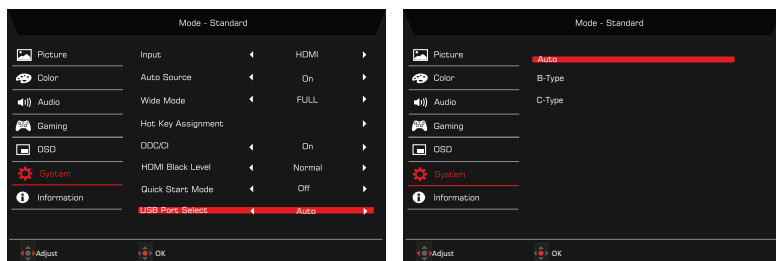 Mode - Standard
Picture
Color
Audio
Gaming
OSD
System
Information
Input HDMI
Auto Source On
Wide Mode FULL
Hot Key Assignment
DDC/CI On
HDMI Black Level Normal
Quick Start Mode Off
USB Port Select Auto
Adjust OK
Mode - Standard
Picture
Color
Audio
Gaming
OSD
System
Information
Auto
B-Type
C-Type
Adjust OK